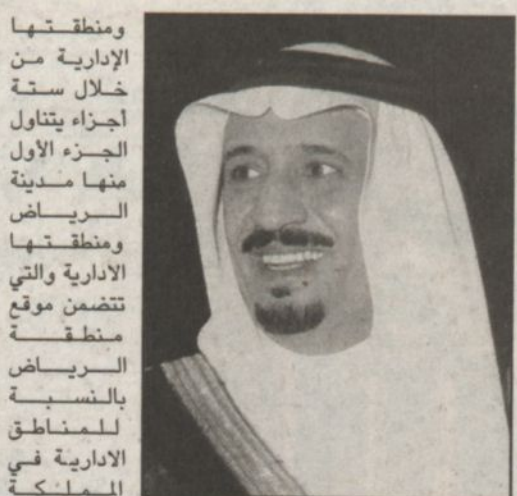 ومنطقتها
الإدارية من
خلال ستة
أجزاء يتناول
الجزء الأول
منها مدينة
الرياض
ومنطقتها
الادارية والتي
تتضمن موقع
منطقة
الرياض
بالنسبة
للمناطق
الادارية في
المملكة